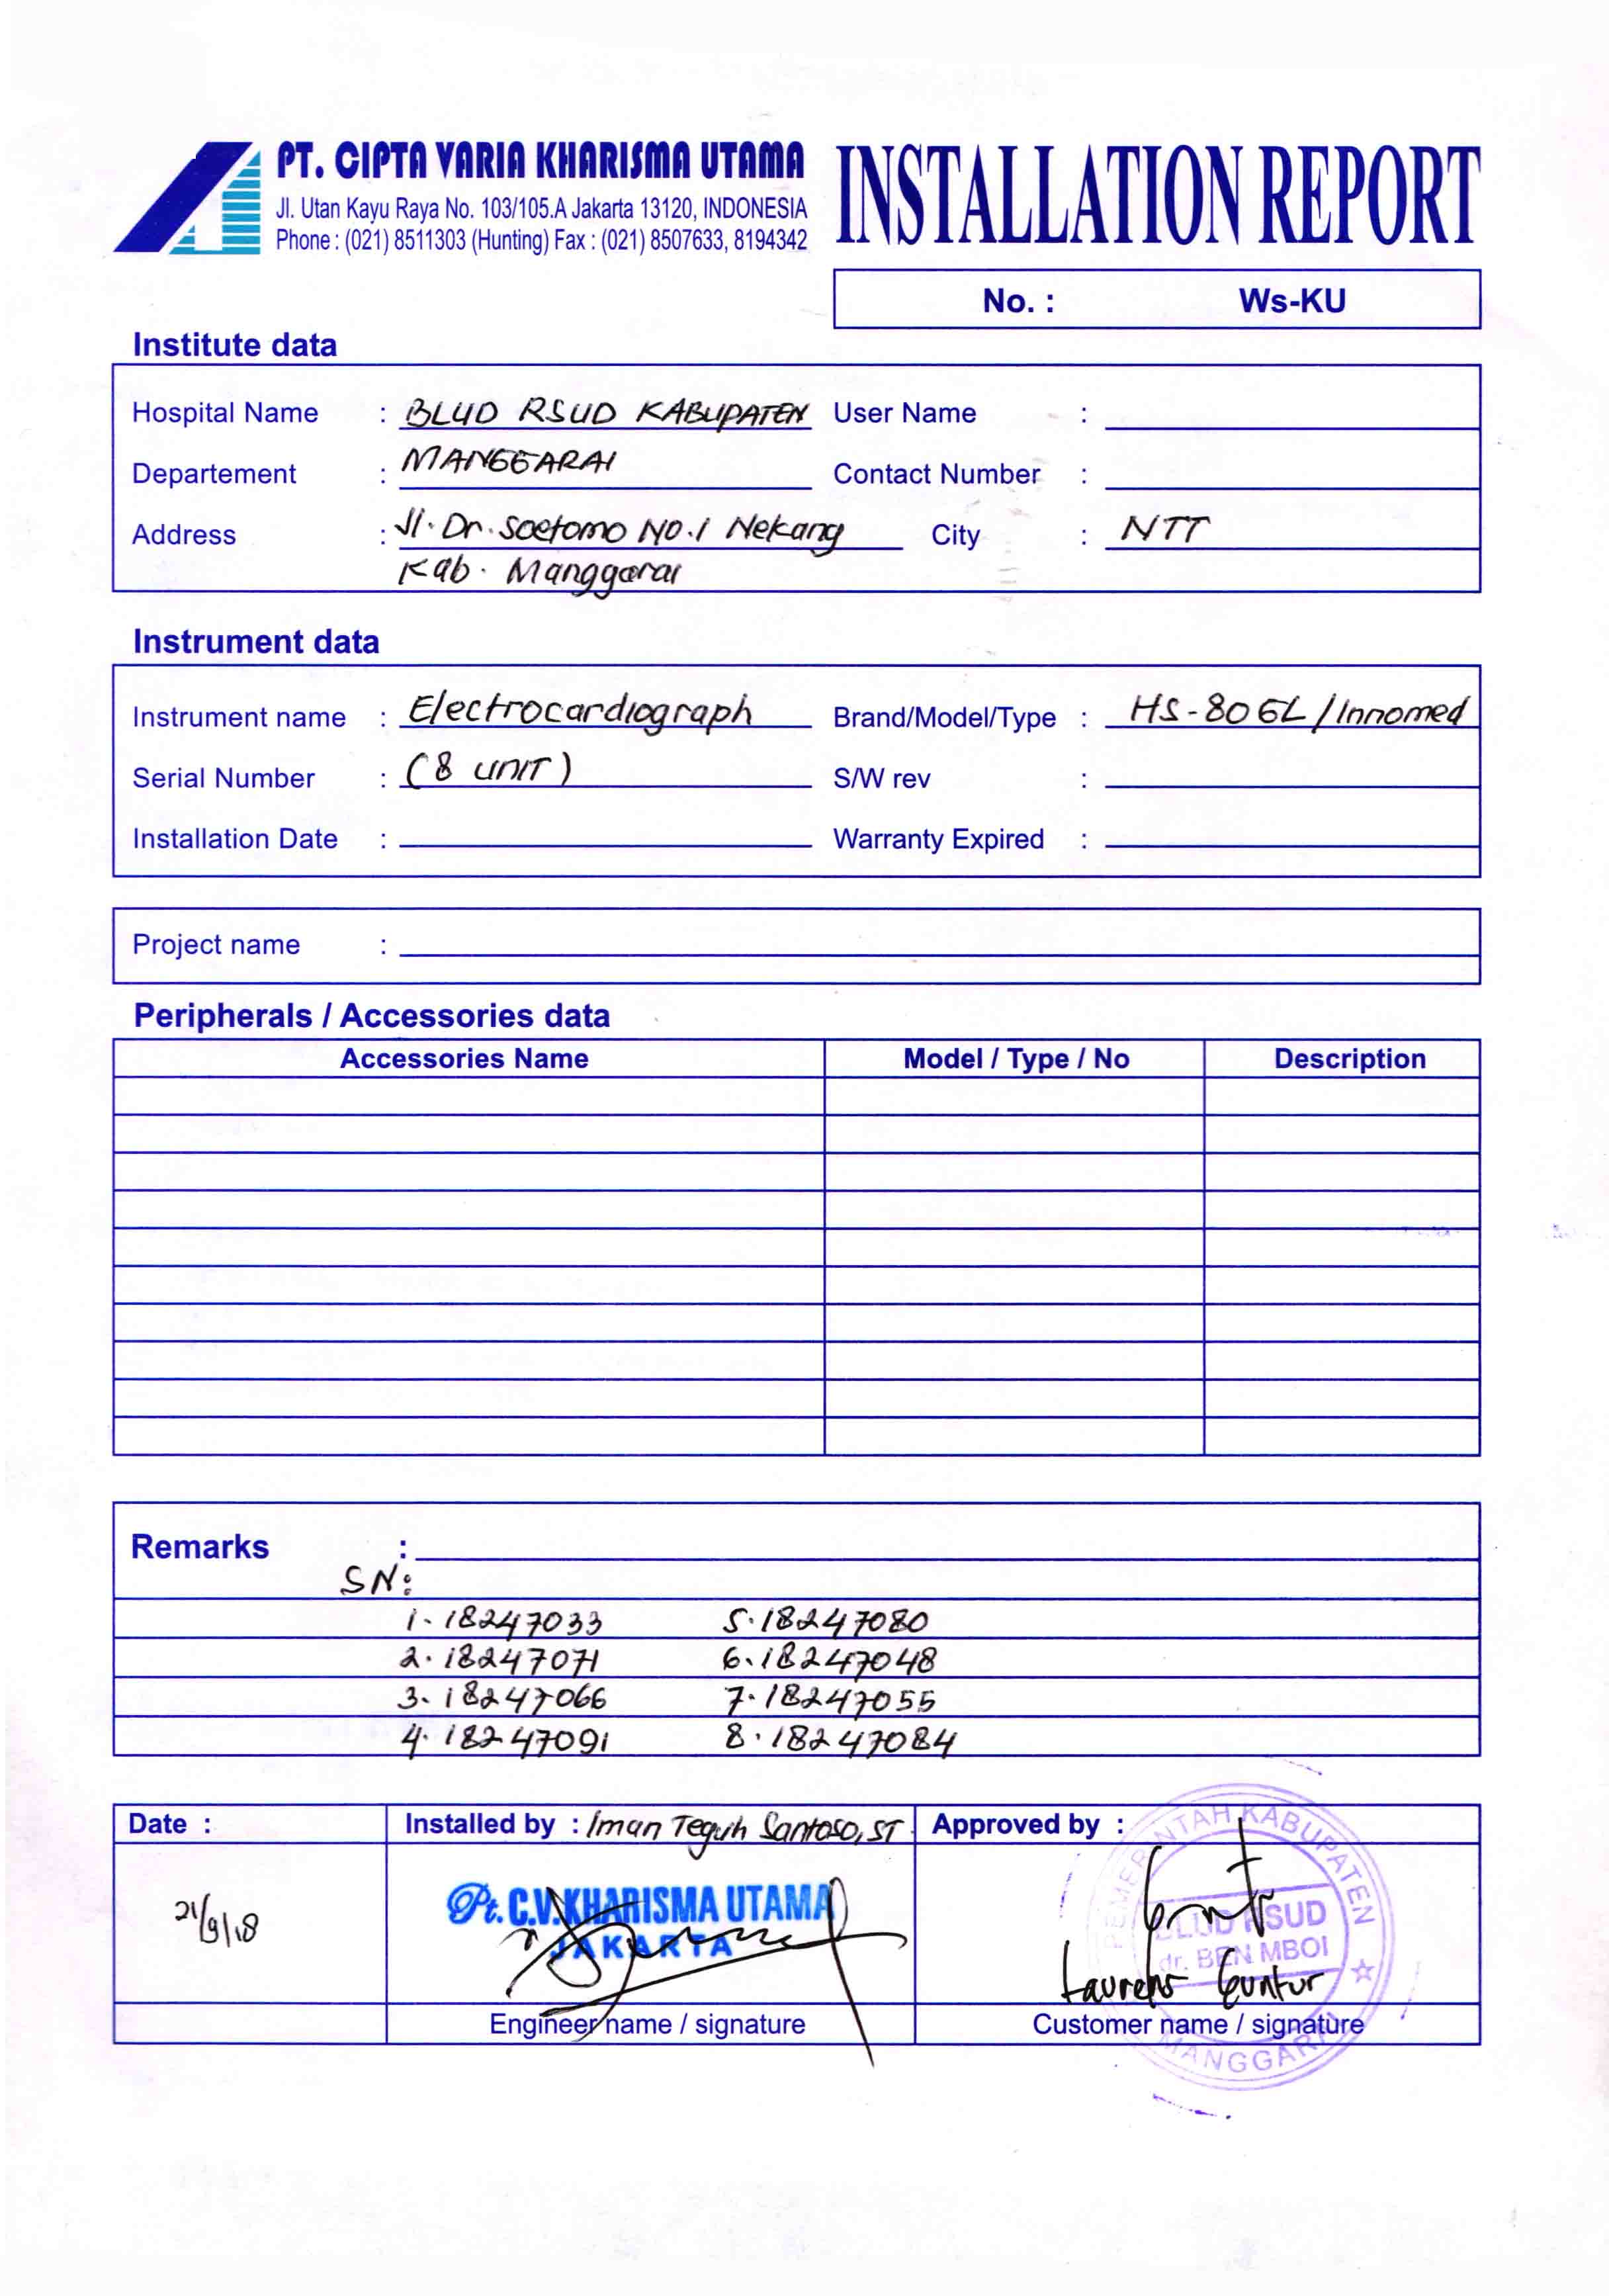 PT. CIPTA VARIA KHARISMA UTAMA
Jl. Utan Kayu Raya No. 103/105.A Jakarta 13120, INDONESIA
Phone : (021) 8511303 (Hunting) Fax : (021) 8507633, 8194342
INSTALLATION REPORT
No. : Ws-KU
Institute data
Hospital Name : BLUD RSUD KABUPATEN User Name :
Departement : MANGGARAI Contact Number :
Address : Jl. Dr. Soetomo No.1 Nekang City : NTT
Kab. Manggarai
Instrument data
Instrument name : Electrocardiograph Brand/Model/Type : HS-80GL/Innomed
Serial Number : (8 UNIT) S/W rev :
Installation Date : Warranty Expired :
Project name :
Peripherals / Accessories data
Accessories Name Model / Type / No Description
Remarks :
SN:
1. 18247033 5. 18247080
2. 18247071 6. 18247048
3. 18247066 7. 18247055
4. 18247091 8. 18247084
Date : Installed by : Iman Teguh Santoso, ST. Approved by :
21/9/18
Pt. C.V. KHARISMA UTAMA
JAKARTA
PEMERINTAH KABUPATEN
BLUD RSUD
dr. BEN MBOI
MANGGARAI
Laurens Guntur
Engineer name / signature Customer name / signature